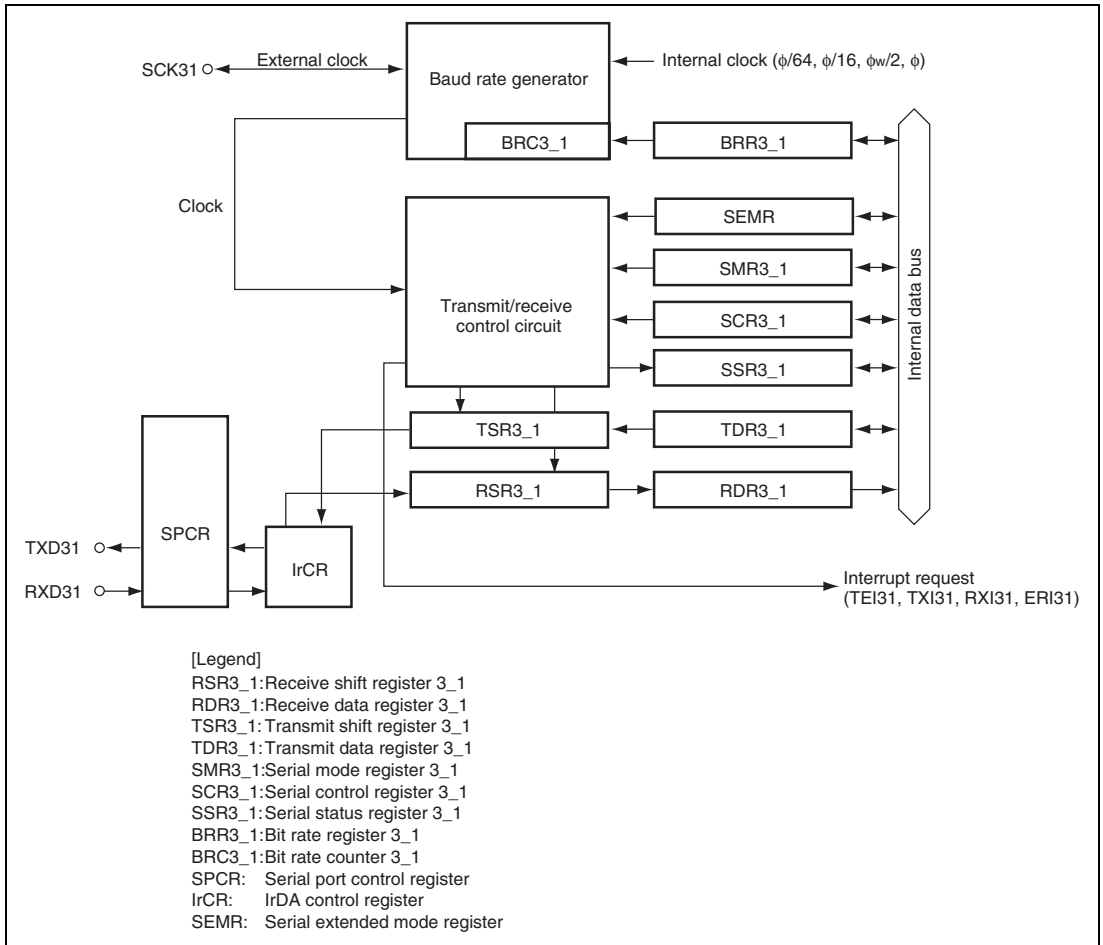 SCK31
External clock
Baud rate generator
Internal clock (ϕ/64, ϕ/16, ϕw/2, ϕ)
BRC3_1
BRR3_1
Clock
SEMR
SMR3_1
Transmit/receive
control circuit
SCR3_1
SSR3_1
Internal data bus
TSR3_1
TDR3_1
RSR3_1
RDR3_1
SPCR
TXD31
IrCR
RXD31
Interrupt request
(TEI31, TXI31, RXI31, ERI31)
[Legend]
RSR3_1:Receive shift register 3_1
RDR3_1:Receive data register 3_1
TSR3_1:Transmit shift register 3_1
TDR3_1:Transmit data register 3_1
SMR3_1:Serial mode register 3_1
SCR3_1:Serial control register 3_1
SSR3_1:Serial status register 3_1
BRR3_1:Bit rate register 3_1
BRC3_1:Bit rate counter 3_1
SPCR: Serial port control register
IrCR: IrDA control register
SEMR: Serial extended mode register